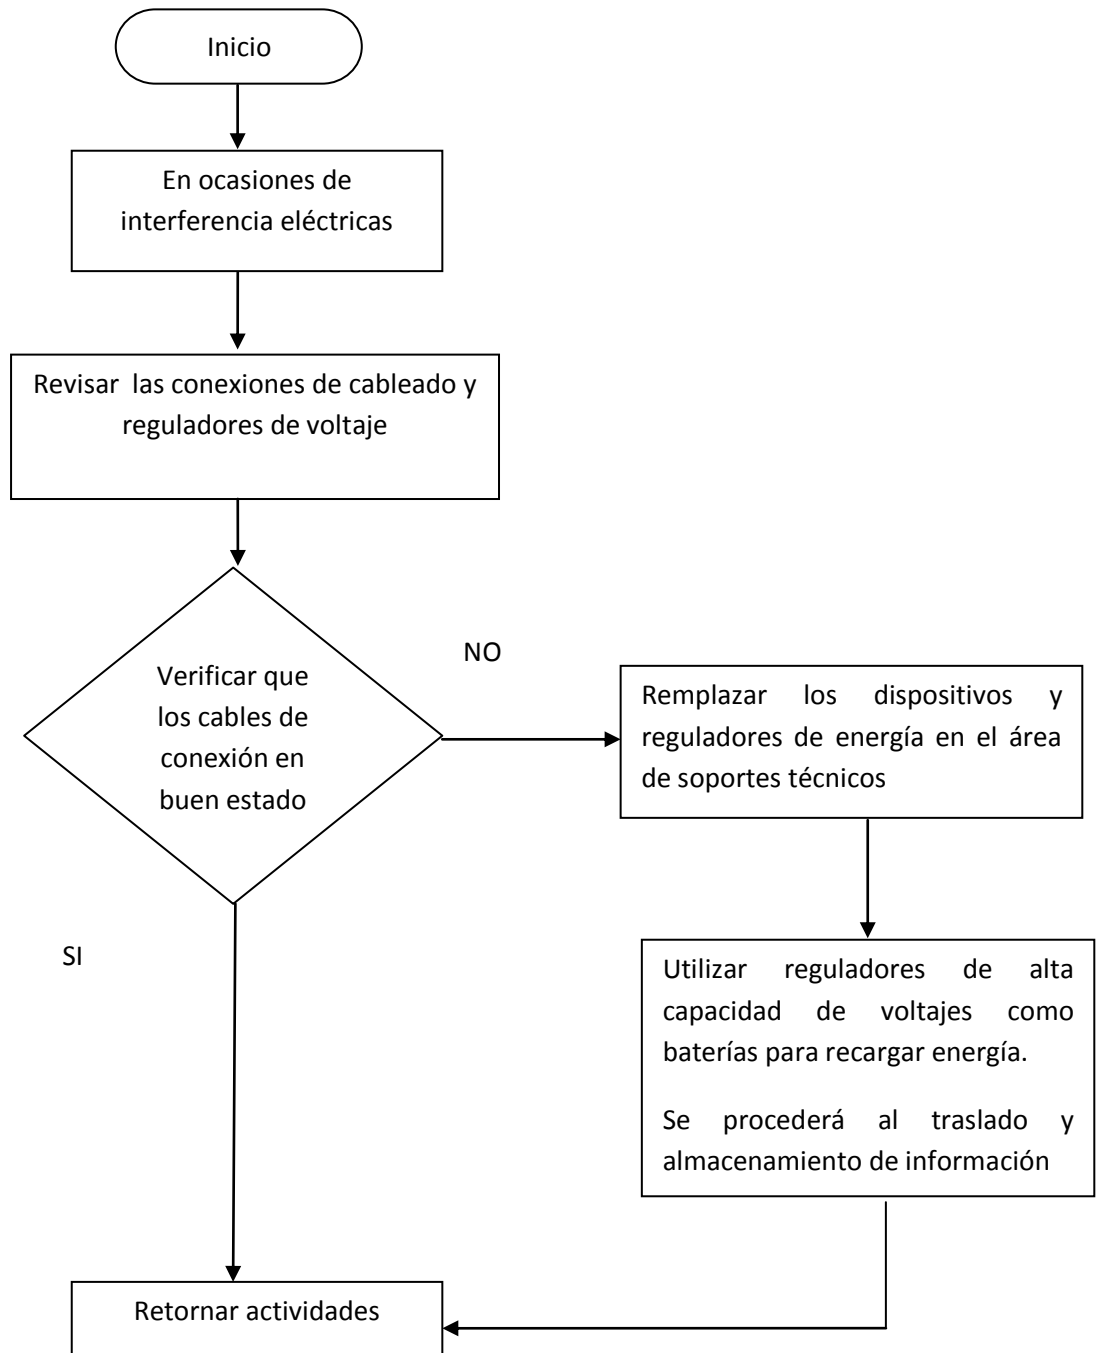 Inicio
En ocasiones de
interferencia eléctricas
Revisar las conexiones de cableado y
reguladores de voltaje
Verificar que
los cables de
conexión en
buen estado
NO
Remplazar los dispositivos y
reguladores de energía en el área
de soportes técnicos
SI
Utilizar reguladores de alta
capacidad de voltajes como
baterías para recargar energía.
Se procederá al traslado y
almacenamiento de información
Retornar actividades